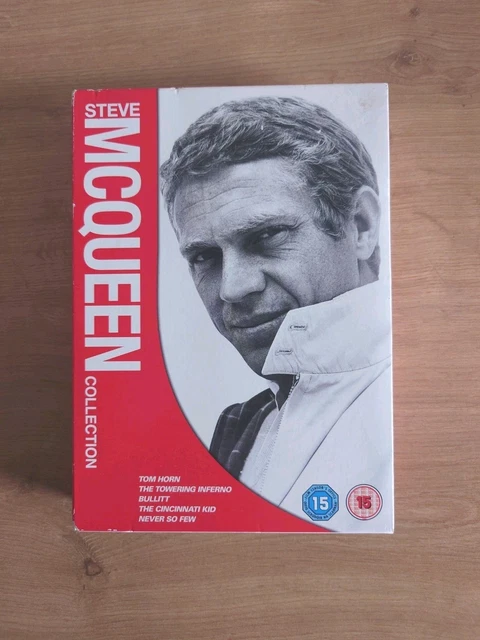 STEVE
MCQUEEN
COLLECTION
TOM HORN
THE TOWERING INFERNO
BULLITT
THE CINCINNATI KID
NEVER SO FEW
15
15